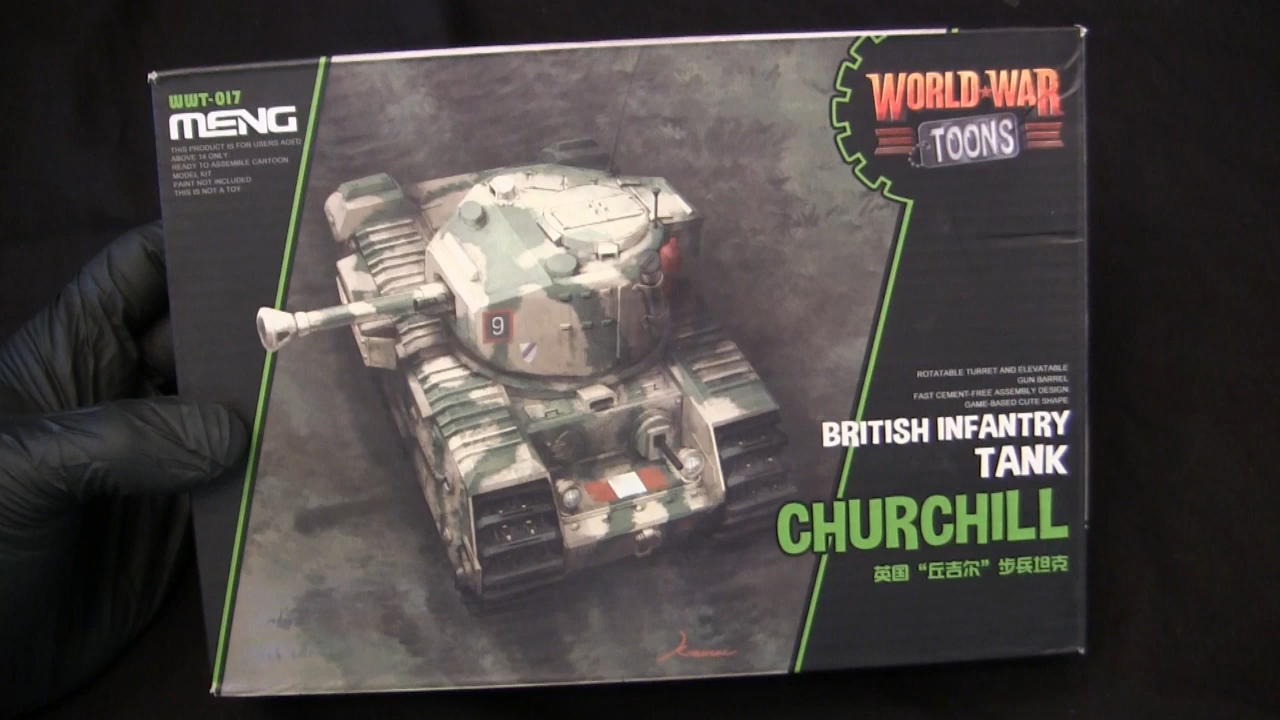 WWT-017
MENG
THIS PRODUCT IS FOR USERS AGED
ABOVE 14 ONLY
READY TO ASSEMBLE CARTOON
MODEL KIT
PAINT NOT INCLUDED
THIS IS NOT A TOY
WORLD WAR
TOONS
9
ROTATABLE TURRET AND ELEVATABLE
GUN BARREL
FAST CEMENT-FREE ASSEMBLY DESIGN
GAME-BASED CUTE SHAPE
BRITISH INFANTRY
TANK
CHURCHILL
英国“丘吉尔”步兵坦克